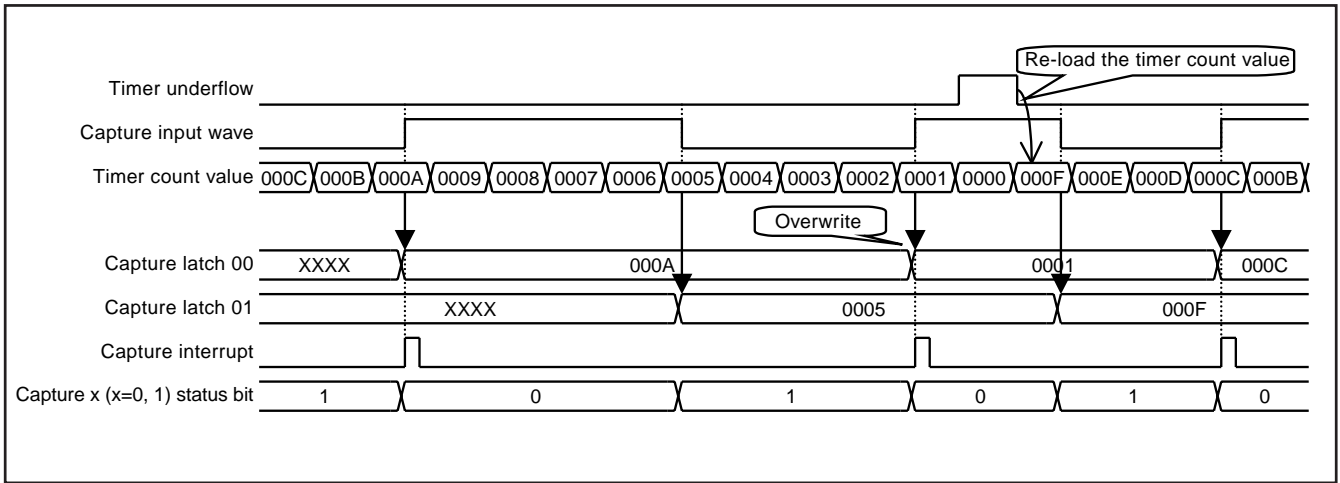 Re-load the timer count value
Timer underflow
Capture input wave
Timer count value 000C 000B 000A 0009 0008 0007 0006 0005 0004 0003 0002 0001 0000 000F 000E 000D 000C 000B
Overwrite
Capture latch 00 XXXX 000A 0001 000C
Capture latch 01 XXXX 0005 000F
Capture interrupt
Capture x (x=0, 1) status bit 1 0 1 0 1 0